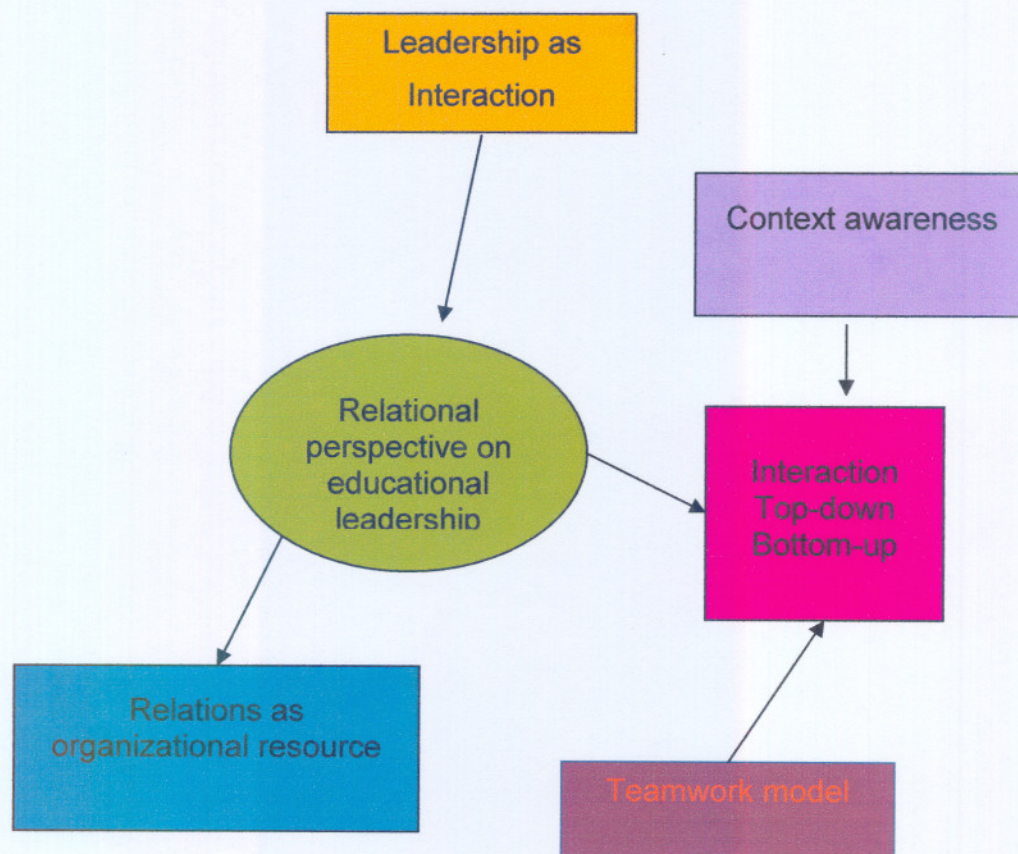 Leadership as
Interaction
Context awareness
Relational
perspective on
educational
leadership
Interaction
Top-down
Bottom-up
Relations as
organizational resource
Teamwork model